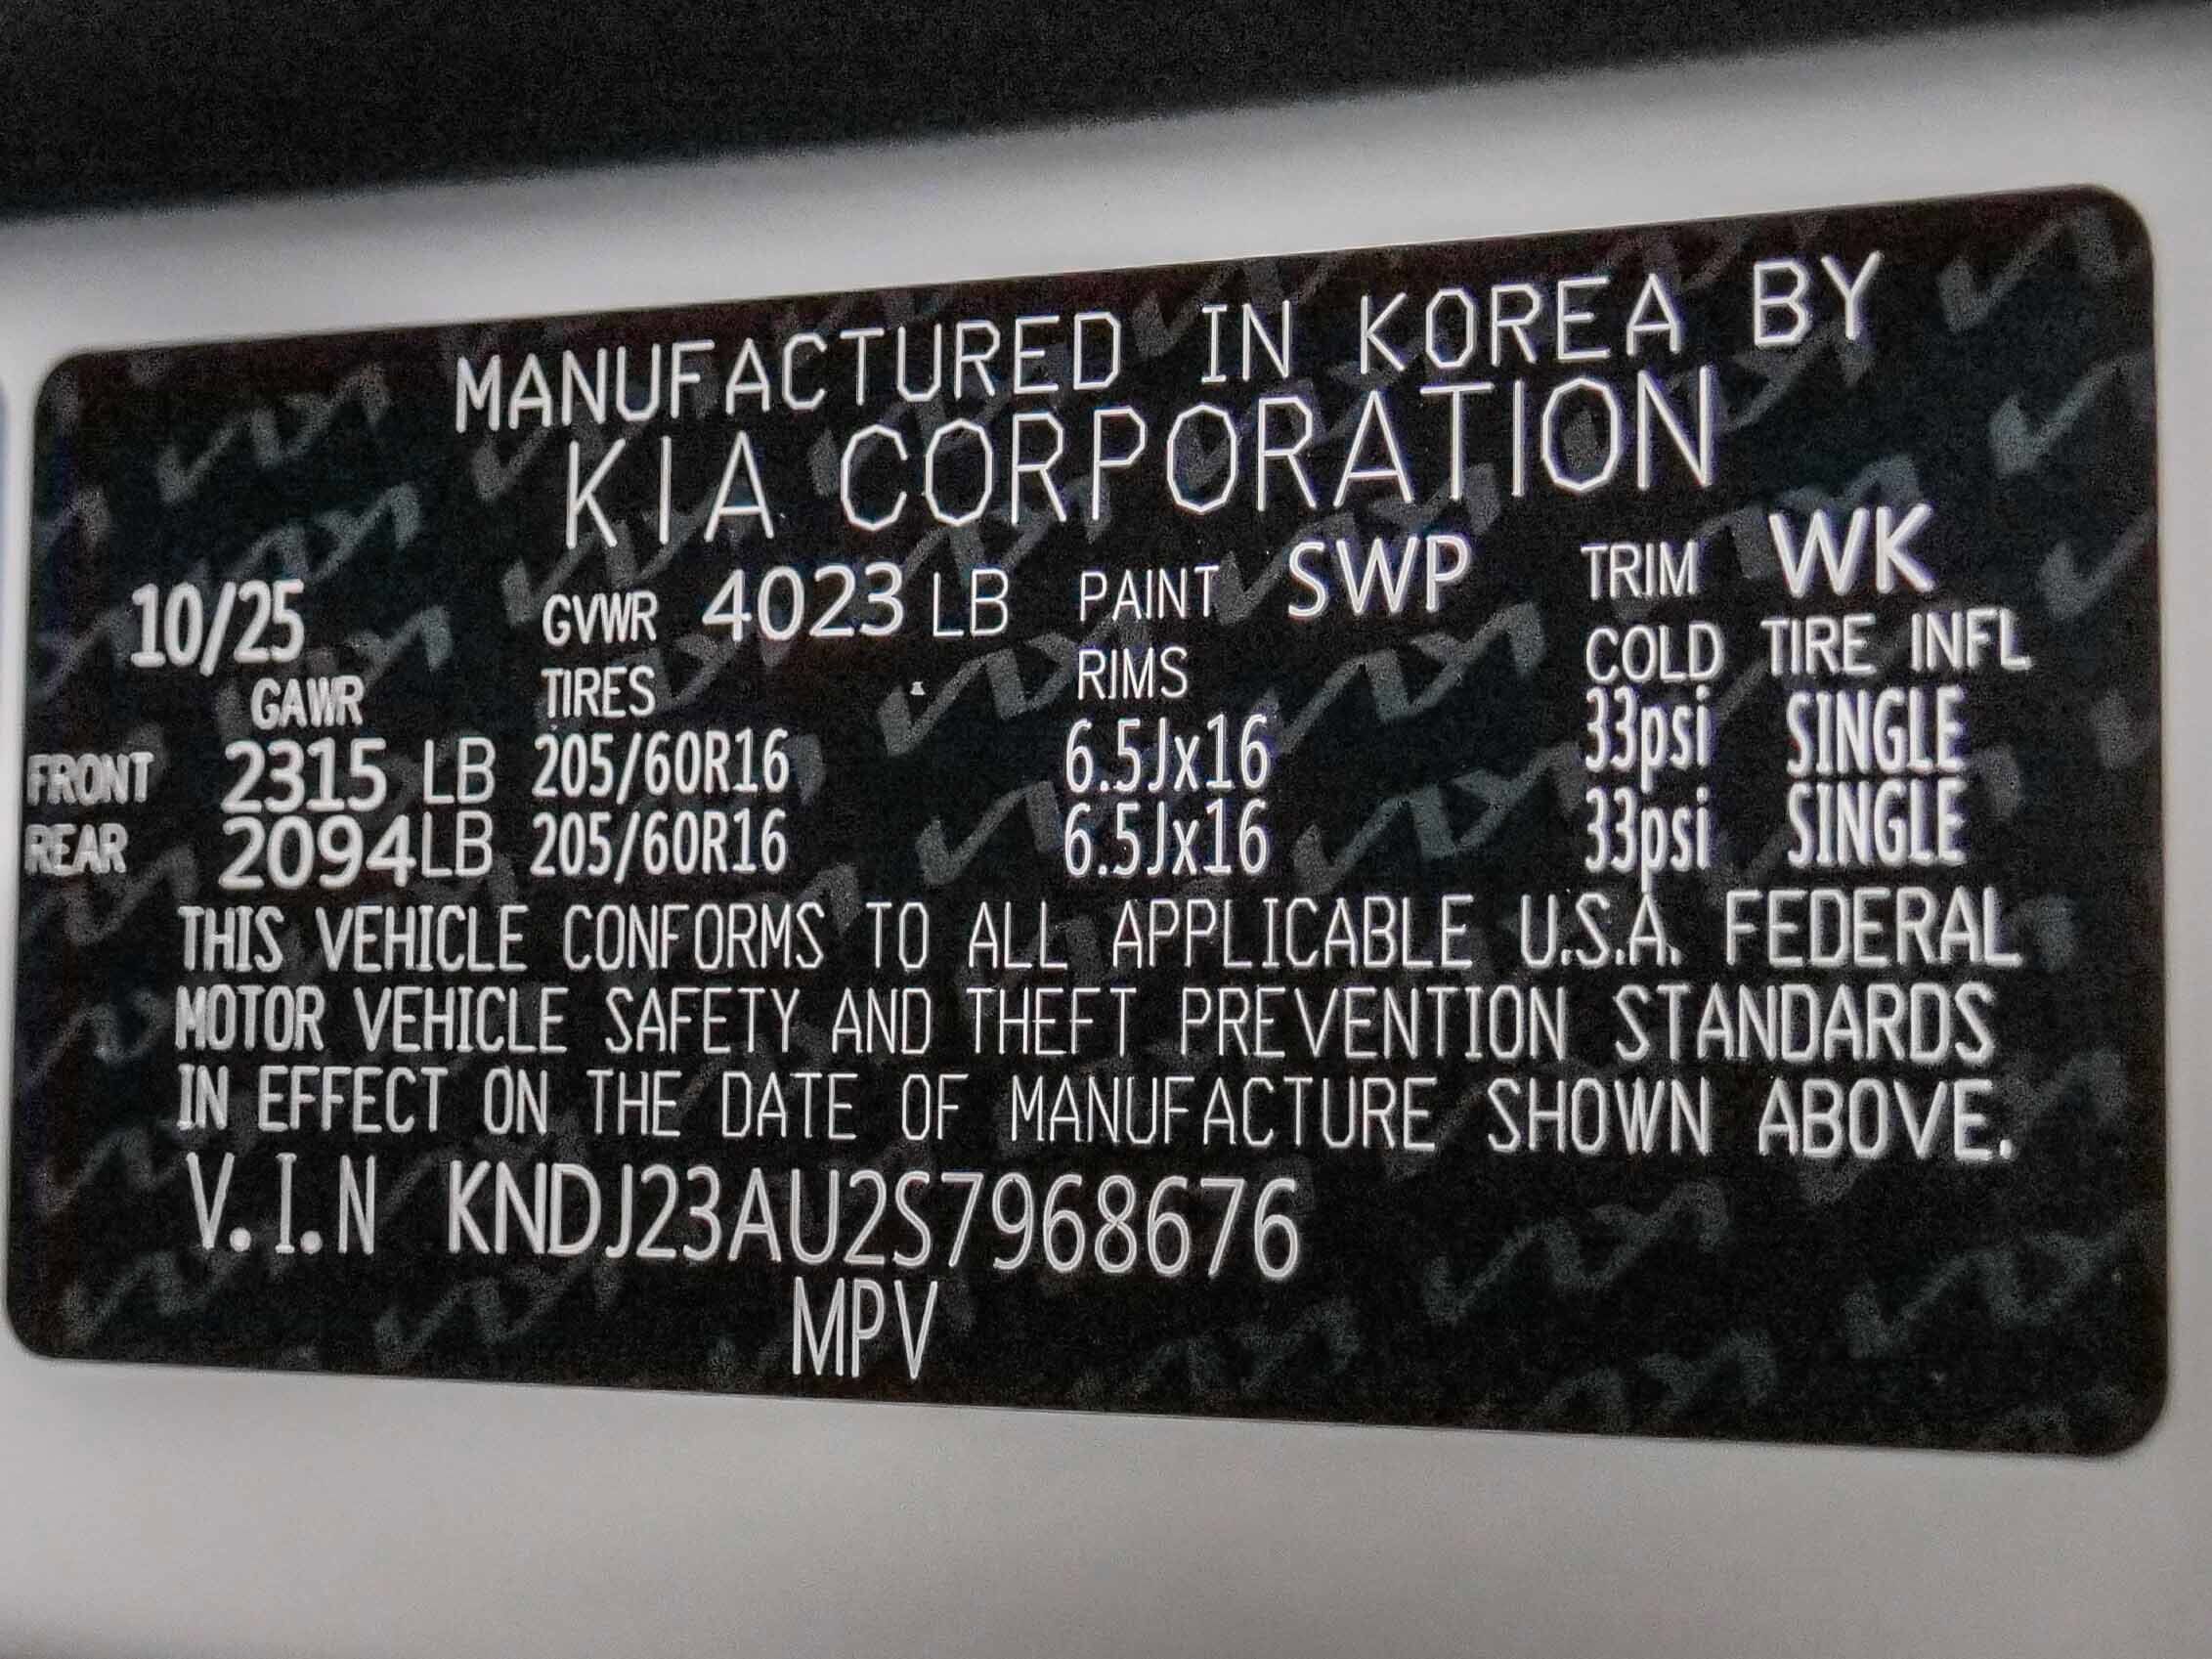 MANUFACTURED IN KOREA BY
KIA CORPORATION
10/25 GVWR 4023 LB PAINT SWP TRIM WK
GAWR TIRES RIMS COLD TIRE INFL
FRONT 2315 LB 205/60R16 6.5Jx16 33psi SINGLE
REAR 2094LB 205/60R16 6.5Jx16 33psi SINGLE
THIS VEHICLE CONFORMS TO ALL APPLICABLE U.S.A. FEDERAL
MOTOR VEHICLE SAFETY AND THEFT PREVENTION STANDARDS
IN EFFECT ON THE DATE OF MANUFACTURE SHOWN ABOVE.
V.I.N KNDJ23AU2S7968676
MPV